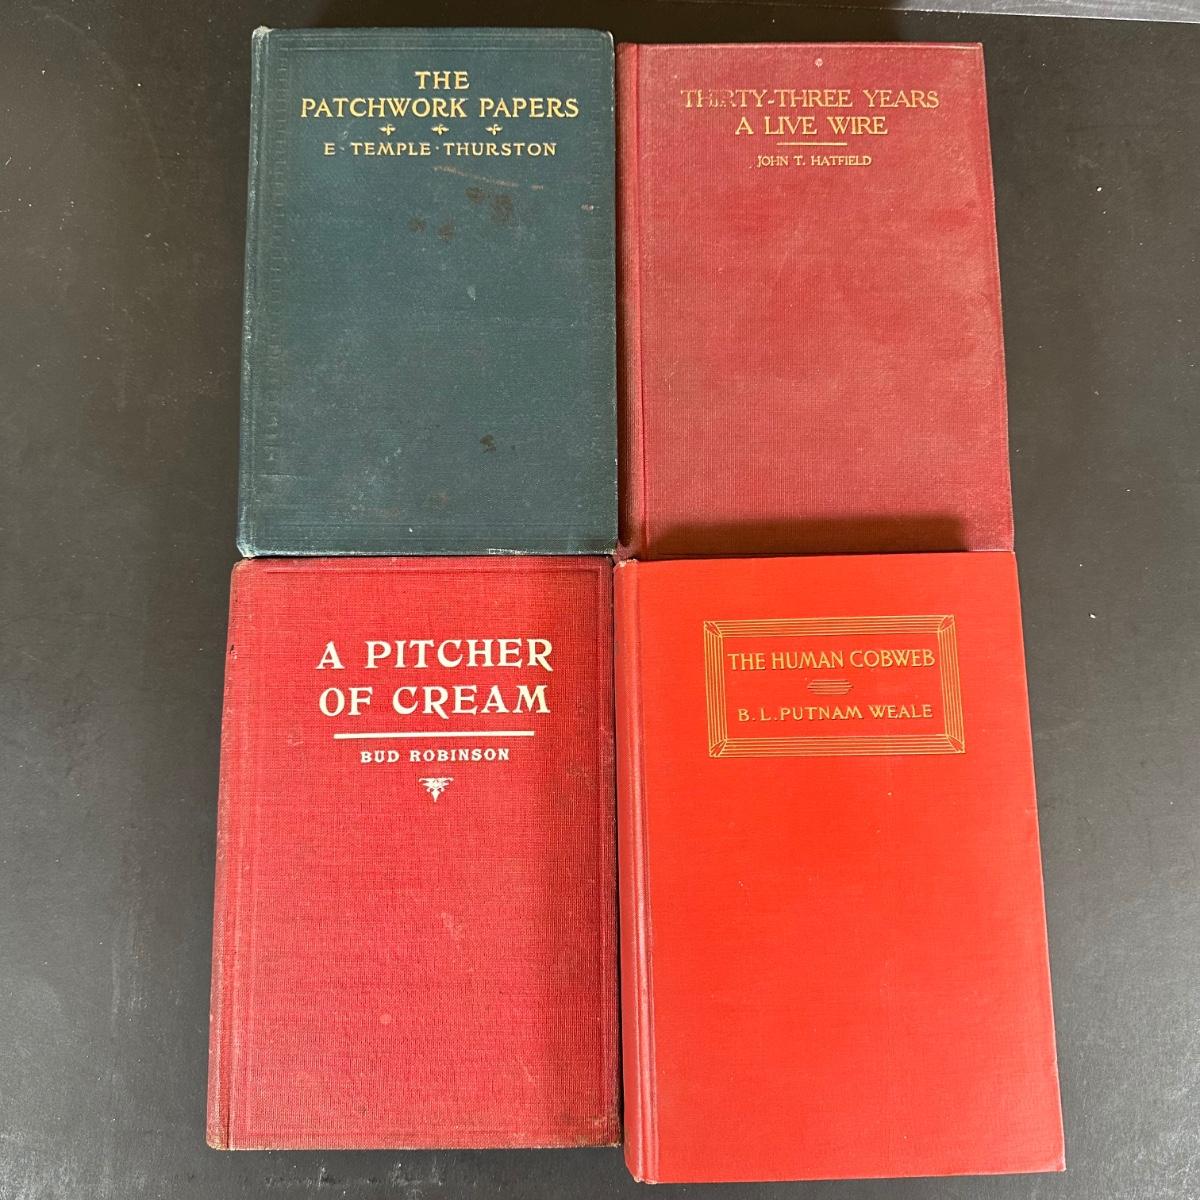 THE
PATCHWORK PAPERS
E·TEMPLE·THURSTON
THIRTY-THREE YEARS
A LIVE WIRE
JOHN T. HATFIELD
A PITCHER
OF CREAM
BUD ROBINSON
THE HUMAN COBWEB
B. L. PUTNAM WEALE